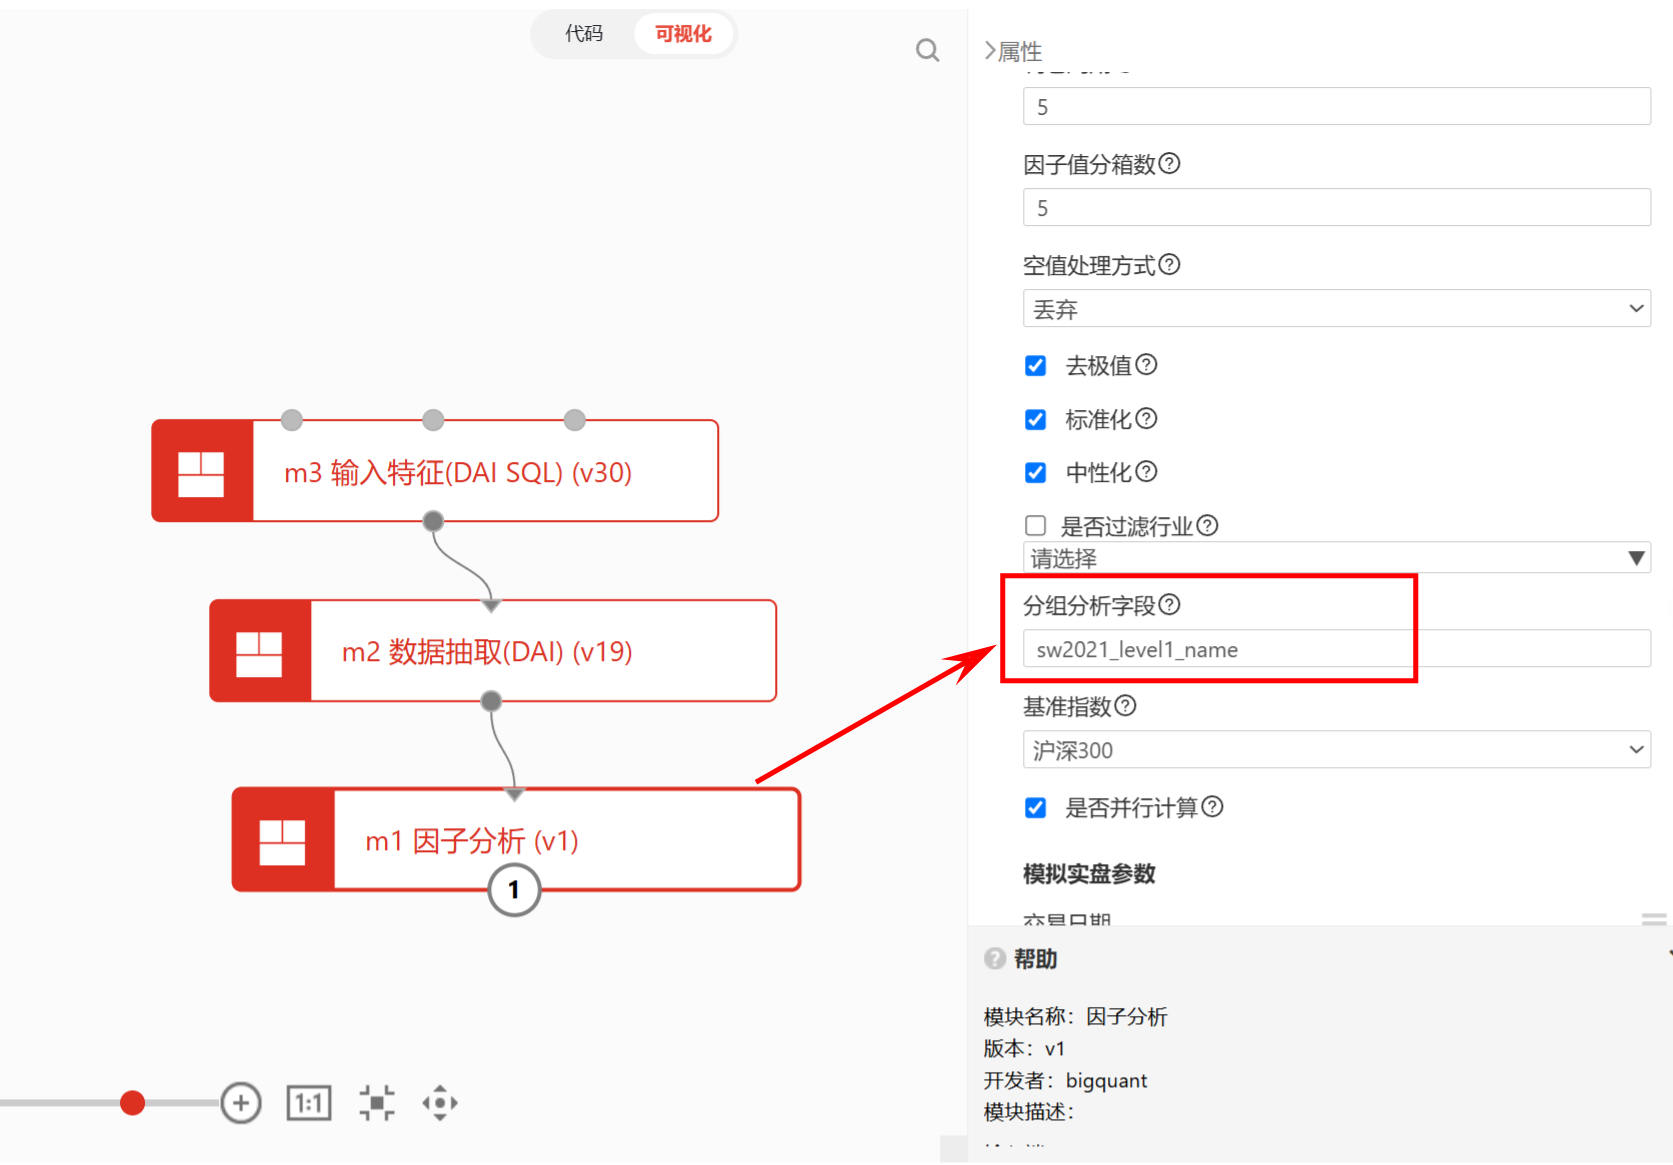 代码
可视化
m3 输入特征(DAI SQL) (v30)
m2 数据抽取(DAI) (v19)
m1 因子分析 (v1)
1
1:1
属性
5
因子值分箱数?
5
空值处理方式?
丢弃
去极值?
标准化?
中性化?
是否过滤行业?
请选择
分组分析字段?
sw2021_level1_name
基准指数?
沪深300
是否并行计算?
模拟实盘参数
交易日期
? 帮助
模块名称：因子分析
版本：v1
开发者：bigquant
模块描述：